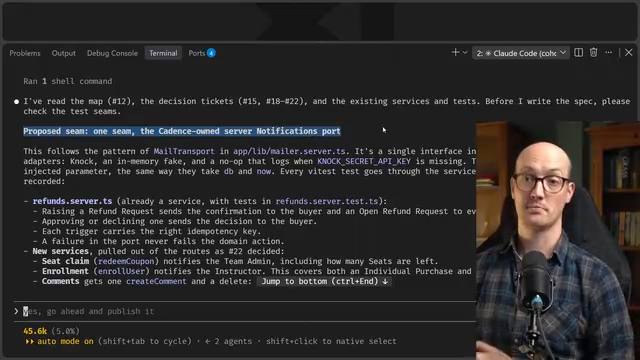 Problems Output Debug Console Terminal Ports 4
2: ✳ Claude Code (coho
Ran 1 shell command
● I've read the map (#12), the decision tickets (#15, #18–#22), and the existing services and tests. Before I write the spec, please
check the test seams.
Proposed seam: one seam, the Cadence-owned server Notifications port
This follows the pattern of MailTransport in app/lib/mailer.server.ts. It's a single interface in
adapters: Knock, an in-memory fake, and a no-op that logs when KNOCK_SECRET_API_KEY is missing. T
injected parameter, the same way they take db and now. Every vitest test goes through the service
recorded:
- refunds.server.ts (already a service, with tests in refunds.server.test.ts):
- Raising a Refund Request sends the confirmation to the buyer and an Open Refund Request to ev
- Approving or declining one sends the decision to the buyer.
- Each trigger carries the right idempotency key.
- A failure in the port never fails the domain action.
- New services, pulled out of the routes as #22 decided:
- Seat claim (redeemCoupon) notifies the Team Admin, including how many Seats are left.
- Enrollment (enrollUser) notifies the Instructor. This covers both an Individual Purchase and
- Comments gets one createComment and a delete: Jump to bottom (ctrl+End) ↓
❯ yes, go ahead and publish it
45.6k (5.0%)
⏵⏵ auto mode on (shift+tab to cycle) · ← 2 agents · shift+click to native select